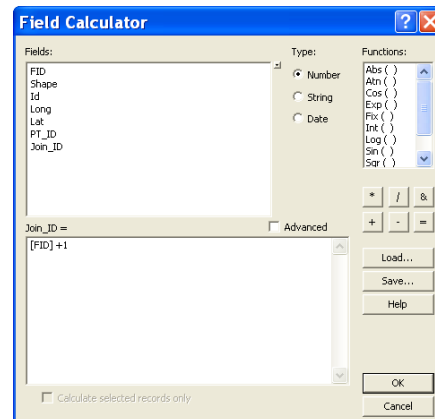 Field Calculator
Fields:
FID
Shape
Id
Long
Lat
PT_ID
Join_ID
Type:
Number
String
Date
Functions:
Abs ( )
Atn ( )
Cos ( )
Exp ( )
Fix ( )
Int ( )
Log ( )
Sin ( )
Sqr ( )
* / &
+ - =
Join_ID =
Advanced
[FID] +1
Load...
Save...
Help
Calculate selected records only
OK
Cancel